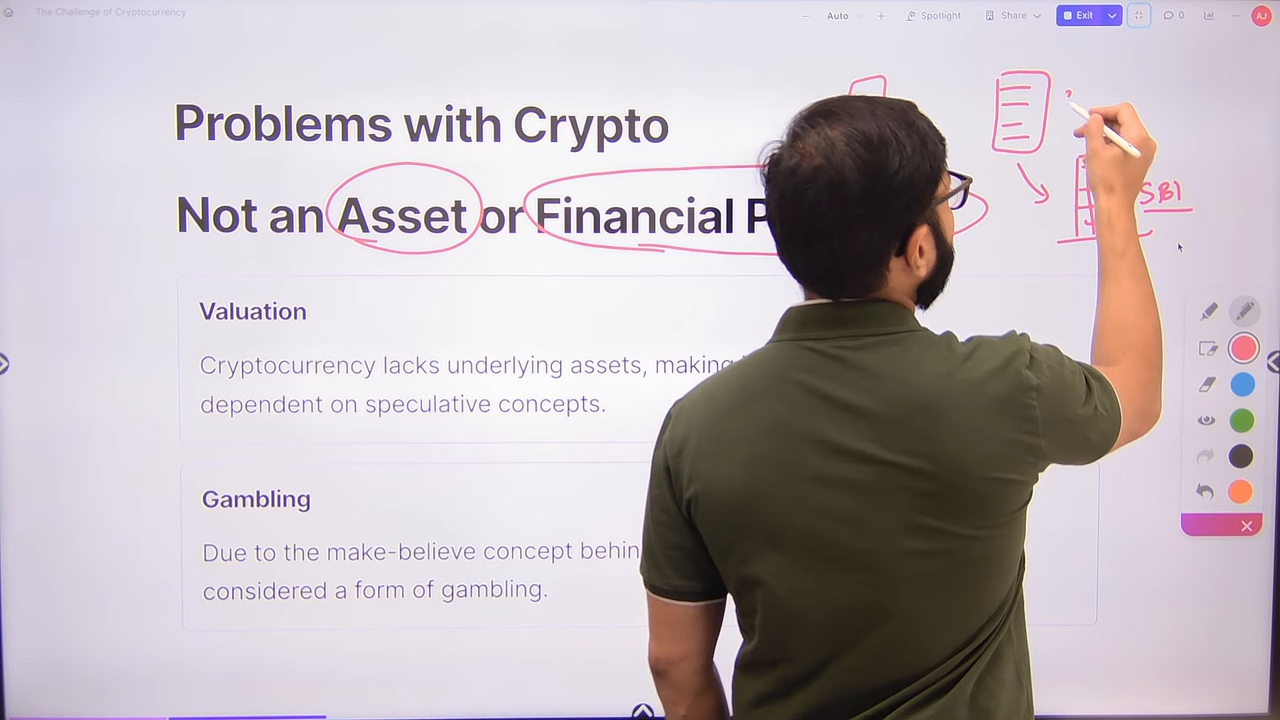 The Challenge of Cryptocurrency
Auto
Spotlight
Share
Exit
0
AJ
Problems with Crypto
Not an Asset or Financial P
SBI
Valuation
Cryptocurrency lacks underlying assets, making
dependent on speculative concepts.
Gambling
Due to the make-believe concept behin
considered a form of gambling.